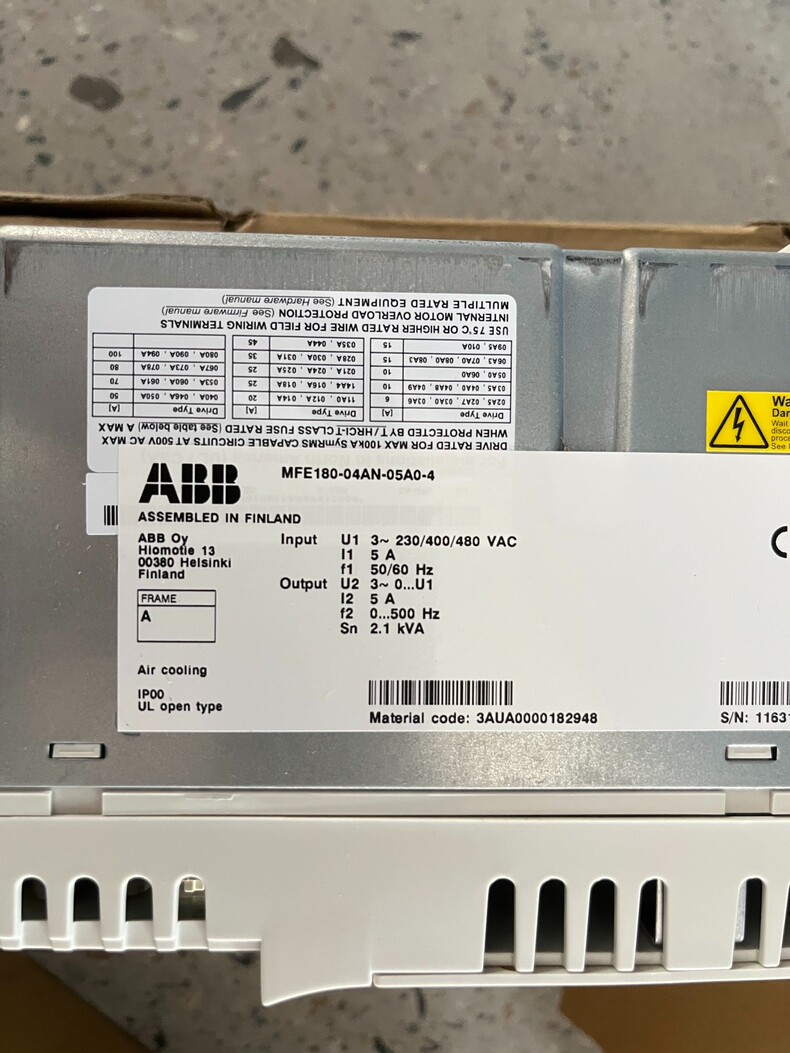 DRIVE RATED FOR MAX 100kA SymRMS CAPABLE CIRCUITS AT 500V AC MAX
WHEN PROTECTED BY T / HRCI-T FUSE CLASS RATED (See table below) A MAX
Drive Type [A] Drive Type [A] Drive Type [A]
02A5 , 02A7 , 03A0 , 03A6 6 11A0 , 012A , 014A 20 040A , 046A , 044A 50
03A5 , 04A0 , 04A8 , 04A9 10 14A4 , 016A , 018A 25 053A , 060A , 061A 70
05A0 , 06A0 10 021A , 024A , 025A 25 067A , 073A , 078A 80
06A3 , 07A0 , 08A0 , 08A3 15 028A , 030A , 031A 35 080A , 090A , 094A 100
09A5 , 010A 15 035A , 044A 45
USE 75°C OR HIGHER RATED WIRE FOR FIELD WIRING TERMINALS
INTERNAL MOTOR OVERLOAD PROTECTION (See Firmware manual)
MULTIPLE RATED EQUIPMENT (See Hardware manual)
Wait
See
ABB
MFE180-04AN-05A0-4
ASSEMBLED IN FINLAND
ABB Oy
Hiomotie 13
00380 Helsinki
Finland
FRAME
A
Air cooling
IP00
UL open type
Input U1 3~ 230/400/480 VAC
I1 5 A
f1 50/60 Hz
Output U2 3~ 0...U1
I2 5 A
f2 0...500 Hz
Sn 2.1 kVA
Material code: 3AUA0000182948
S/N: 1163